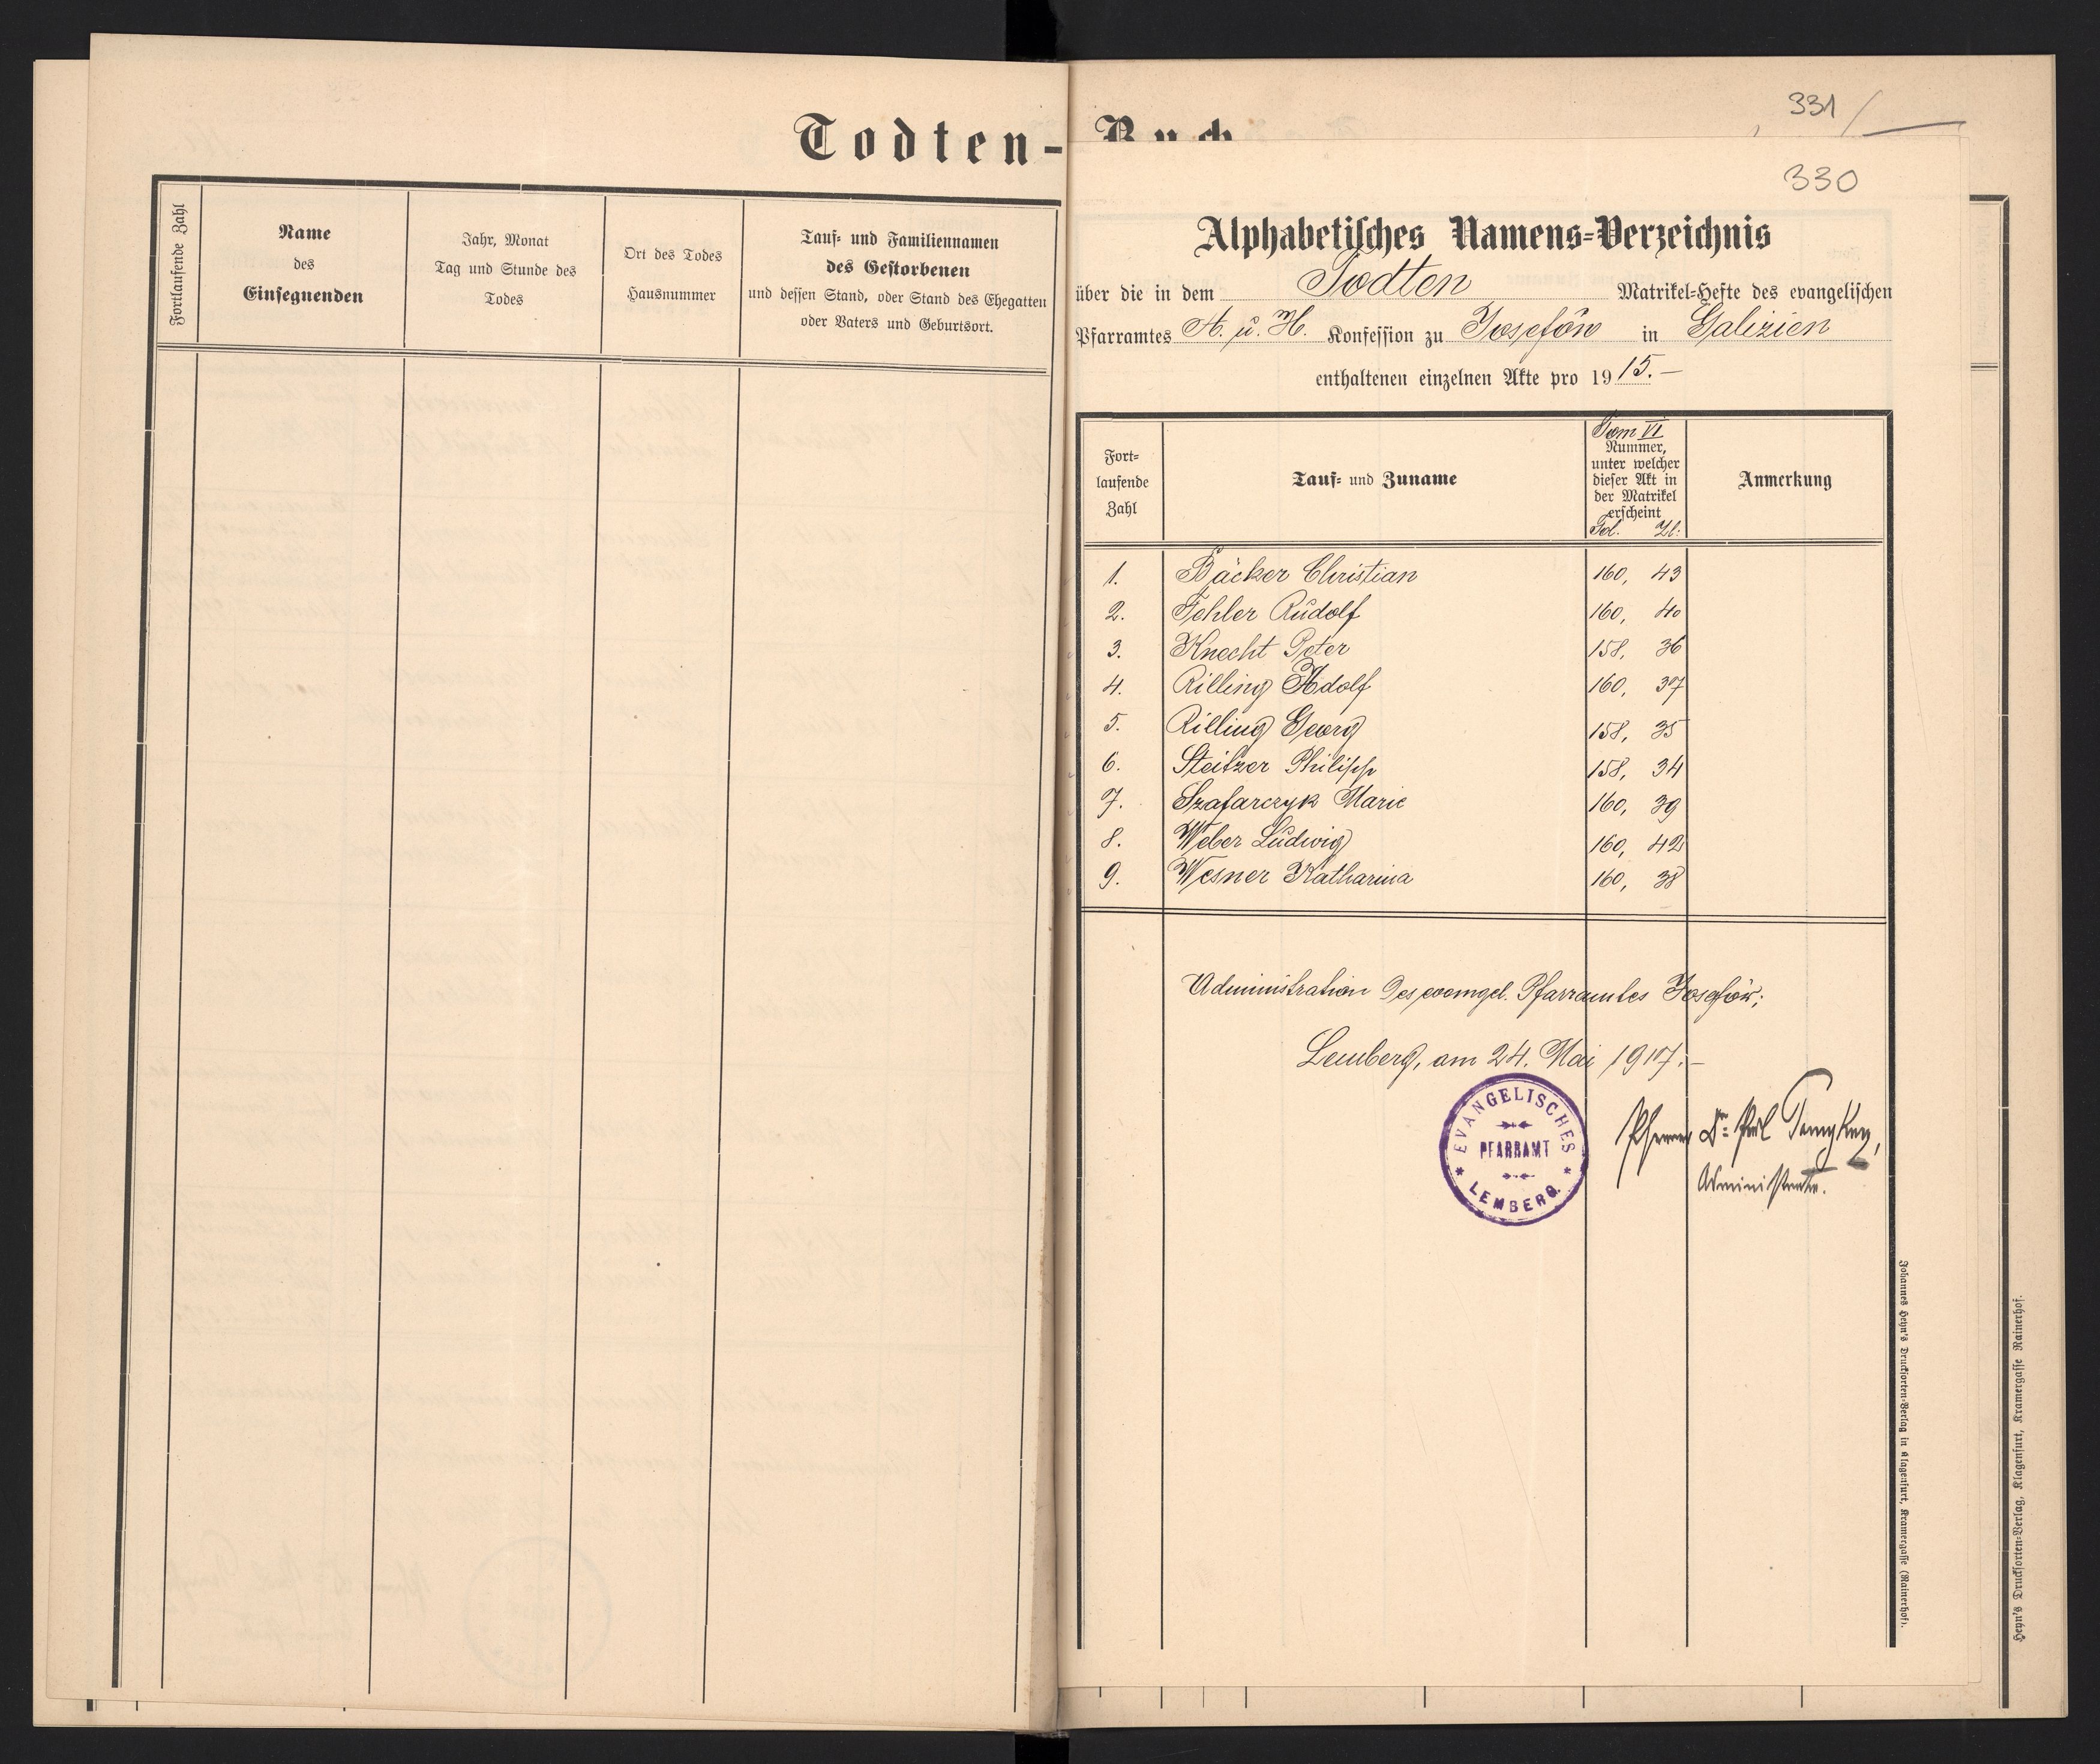 Todten-
Fortlaufende Zahl
Name
des
Einsegnenden
Jahr, Monat
Tag und Stunde des
Todes
Ort des Todes
Hausnummer
Tauf- und Familiennamen
des Gestorbenen
und dessen Stand, oder Stand des Ehegatten
oder Vaters und Geburtsort.
Buch
331
330
Alphabetisches Namens-Verzeichnis
über die in dem Todten Matrikel-Hefte des evangelischen
Pfarramtes A. u. H. Konfession zu Josefów in Galizien
enthaltenen einzelnen Akte pro 1915.—
Fort-
laufende
Zahl
Tauf- und Zuname
Tom VI
Nummer,
unter welcher
dieser Akt in
der Matrikel
erscheint
Fol. Zl:
Anmerkung
1. Bäcker Christian 160, 43
2. Fehler Rudolf 160, 40
3. Knecht Peter 158, 36
4. Rilling Adolf 160, 37
5. Rilling Georg 158, 35
6. Steitzer Philipp 158, 34
7. Szafarczyk Marie 160, 39
8. Weber Ludwig 160, 42
9. Wesner Katharina 160, 38
Administration des evangel. Pfarramtes Josefów;
Lemberg, am 24. Mai 1917.—
EVANGELISCHES
PFARRAMT
LEMBERG
Pfarrer Dr.
Administrator.
Johannes Heyn's Drucksorten-Verlag in Klagenfurt, Kramergasse (Rainerhof).
Heyn's Drucksorten-Verlag, Klagenfurt, Kramergasse Rainerhof.